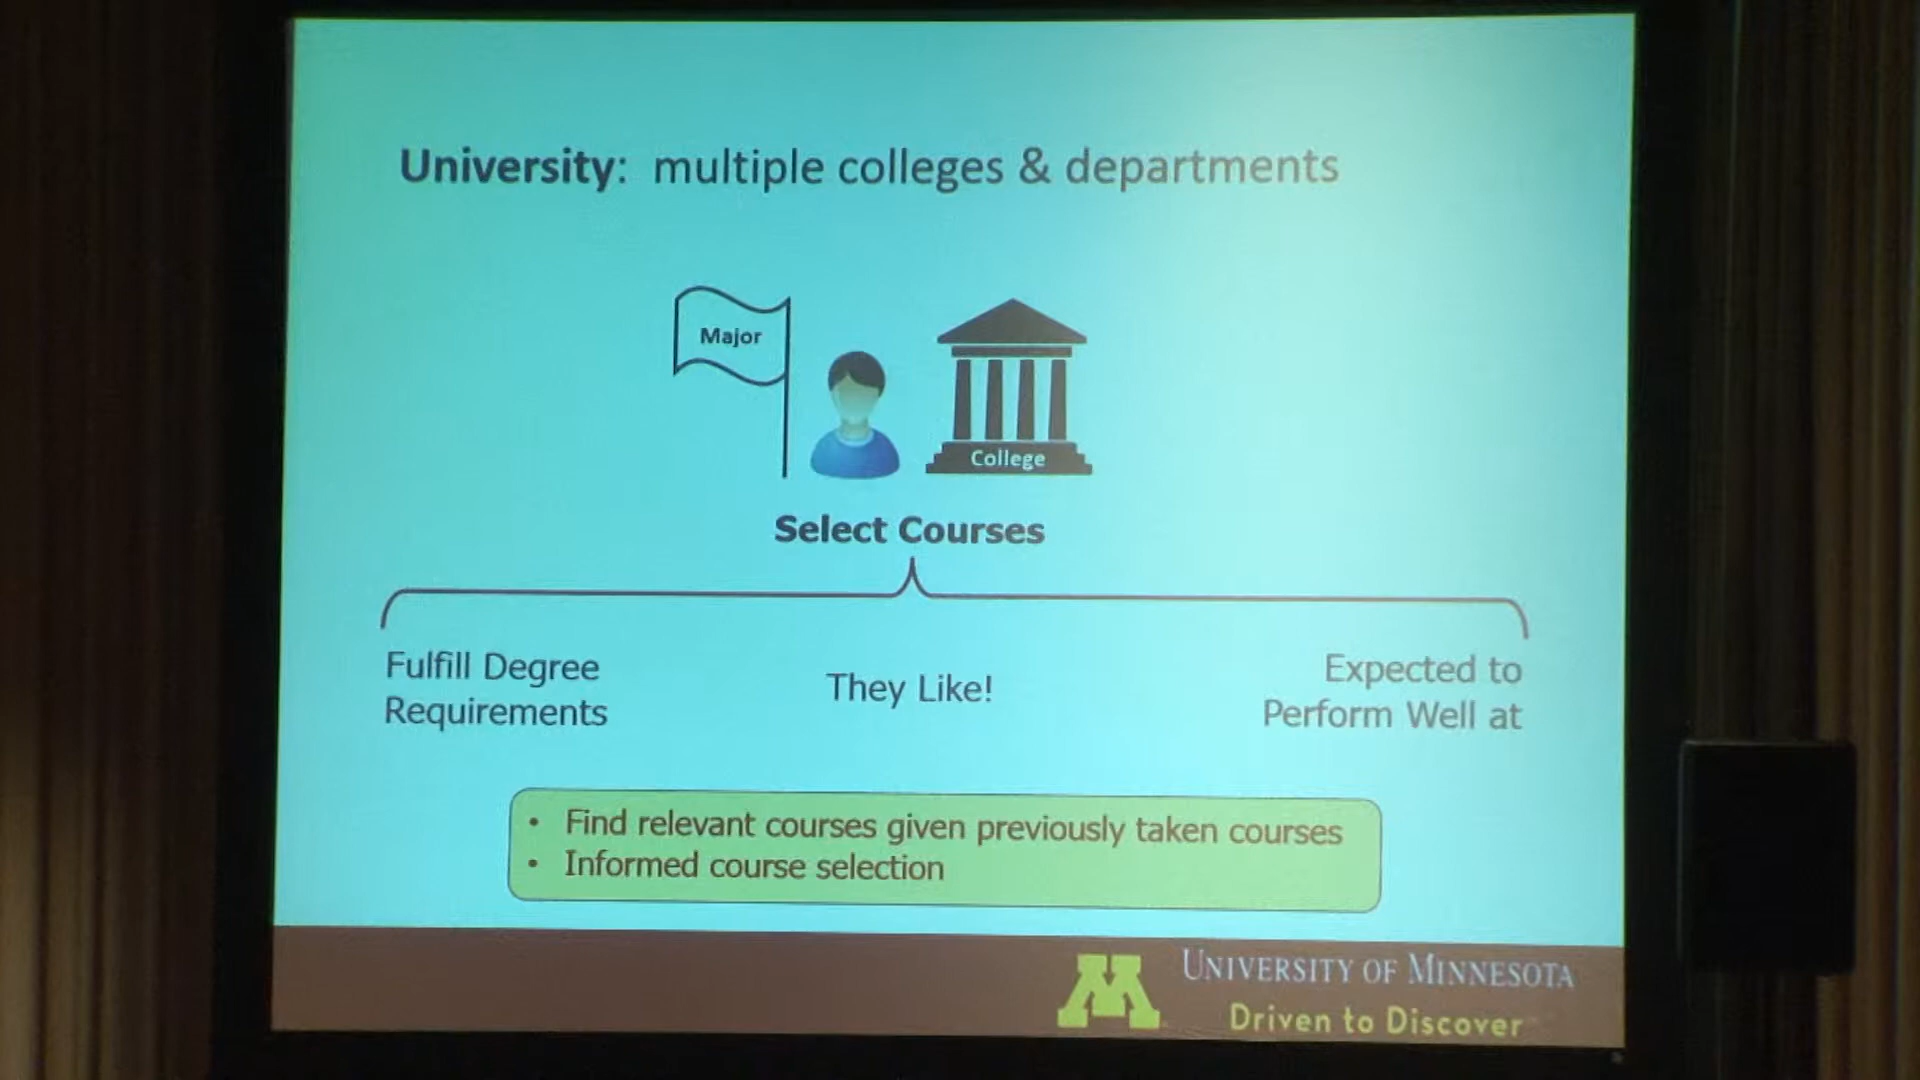 University: multiple colleges & departments
Major
College
Select Courses
Fulfill Degree
Requirements
They Like!
Expected to
Perform Well at
• Find relevant courses given previously taken courses
• Informed course selection
M
UNIVERSITY OF MINNESOTA
Driven to Discover